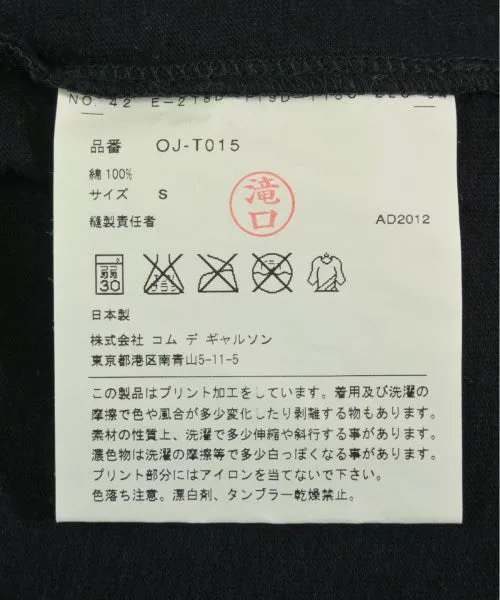 NO. 42
品番 OJ-T015
綿 100%
サイズ S
縫製責任者 滝口 AD2012
弱 30
日本製
株式会社 コム デ ギャルソン
東京都港区南青山5-11-5
この製品はプリント加工をしています。着用及び洗濯の
摩擦で色や風合が多少変化したり剥離する物もあります。
素材の性質上、洗濯で多少伸縮や斜行する事があります。
濃色物は洗濯の摩擦等で多少白っぽくなる事があります。
プリント部分にはアイロンを当てないで下さい。
色落ち注意。漂白剤、タンブラー乾燥禁止。